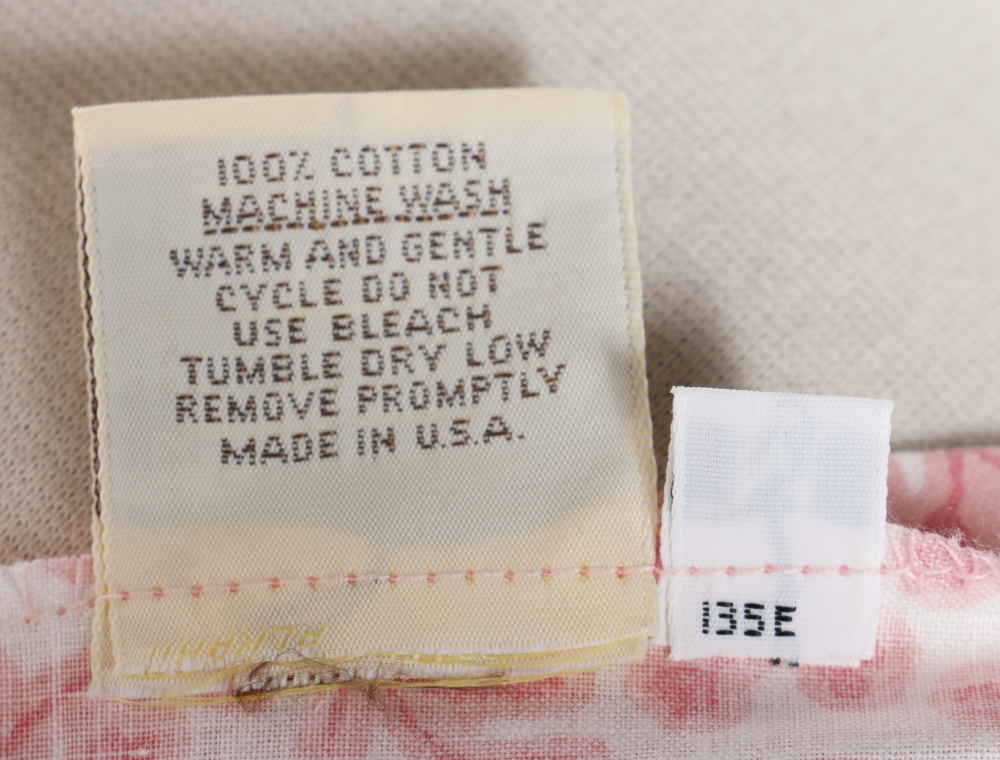 100% COTTON
MACHINE WASH
WARM AND GENTLE
CYCLE DO NOT
USE BLEACH
TUMBLE DRY LOW
REMOVE PROMPTLY
MADE IN U.S.A.